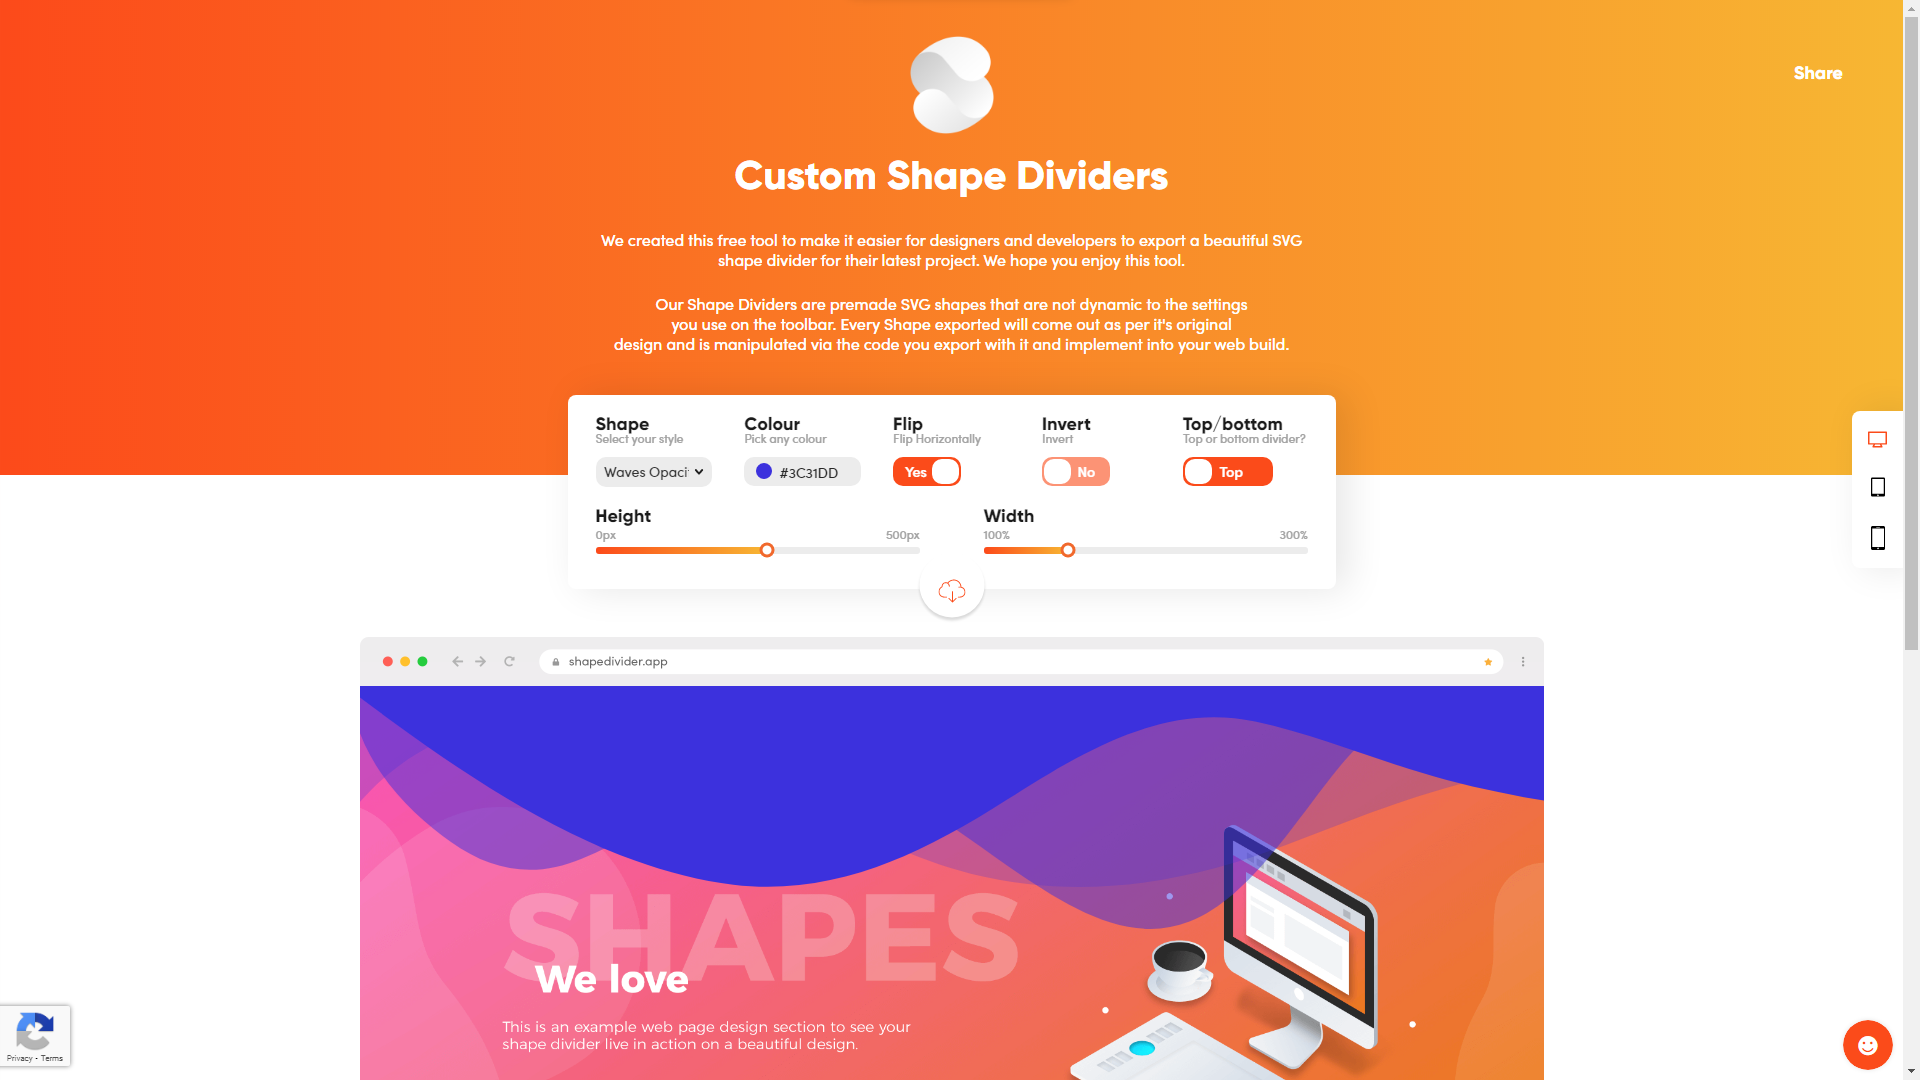 Share
Custom Shape Dividers
We created this free tool to make it easier for designers and developers to export a beautiful SVG
shape divider for their latest project. We hope you enjoy this tool.
Our Shape Dividers are premade SVG shapes that are not dynamic to the settings
you use on the toolbar. Every Shape exported will come out as per it's original
design and is manipulated via the code you export with it and implement into your web build.
Shape Colour Flip Invert Top/bottom
Select your style Pick any colour Flip Horizontally Invert Top or bottom divider?
Waves Opaci #3C31DD Yes No Top
Height Width
0px 500px 100% 300%
shapedivider.app
SHAPES
We love
This is an example web page design section to see your
shape divider live in action on a beautiful design.
Privacy - Terms